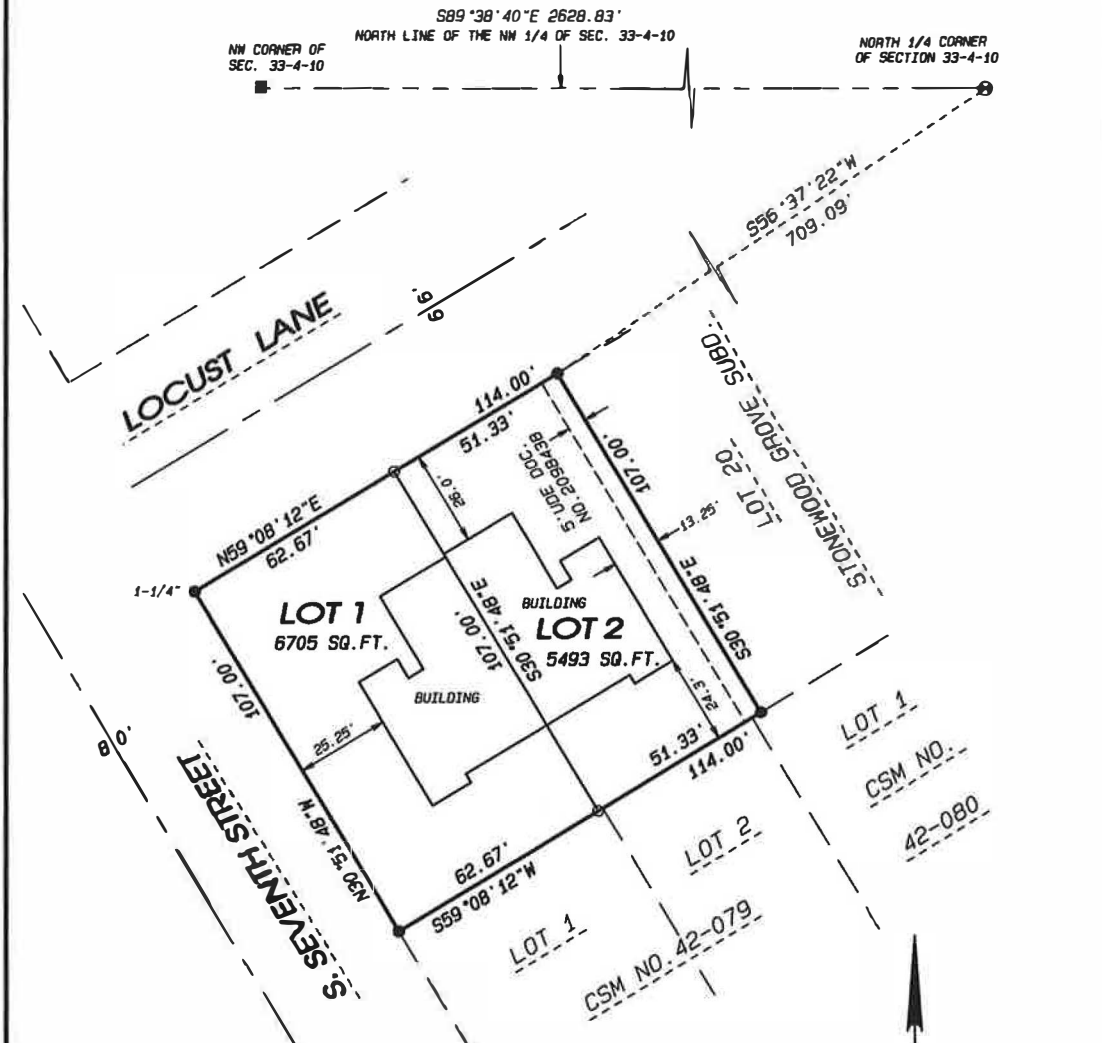 S89°38'40"E 2628.83'
NORTH LINE OF THE NW 1/4 OF SEC. 33-4-10
NW CORNER OF
SEC. 33-4-10
NORTH 1/4 CORNER
OF SECTION 33-4-10
S56°37'22"W
709.09'
LOCUST LANE
66'
114.00'
51.33'
N59°08'12"E
62.67'
1-1/4"
26.0'
5'UDE DOC.
NO.2098438
107.00'
13.25'
S30°51'48"E
LOT 20
STONEWOOD GROVE SUBD.
LOT 1
6705 SQ.FT.
BUILDING
S30°51'48"E
107.00'
BUILDING
LOT 2
5493 SQ.FT.
24.3'
107.00'
25.25'
N30°51'48"W
80'
S. SEVENTH STREET
51.33'
114.00'
62.67'
S59°08'12"W
LOT 1
LOT 2
CSM NO. 42-079
LOT 1
CSM NO.
42-080